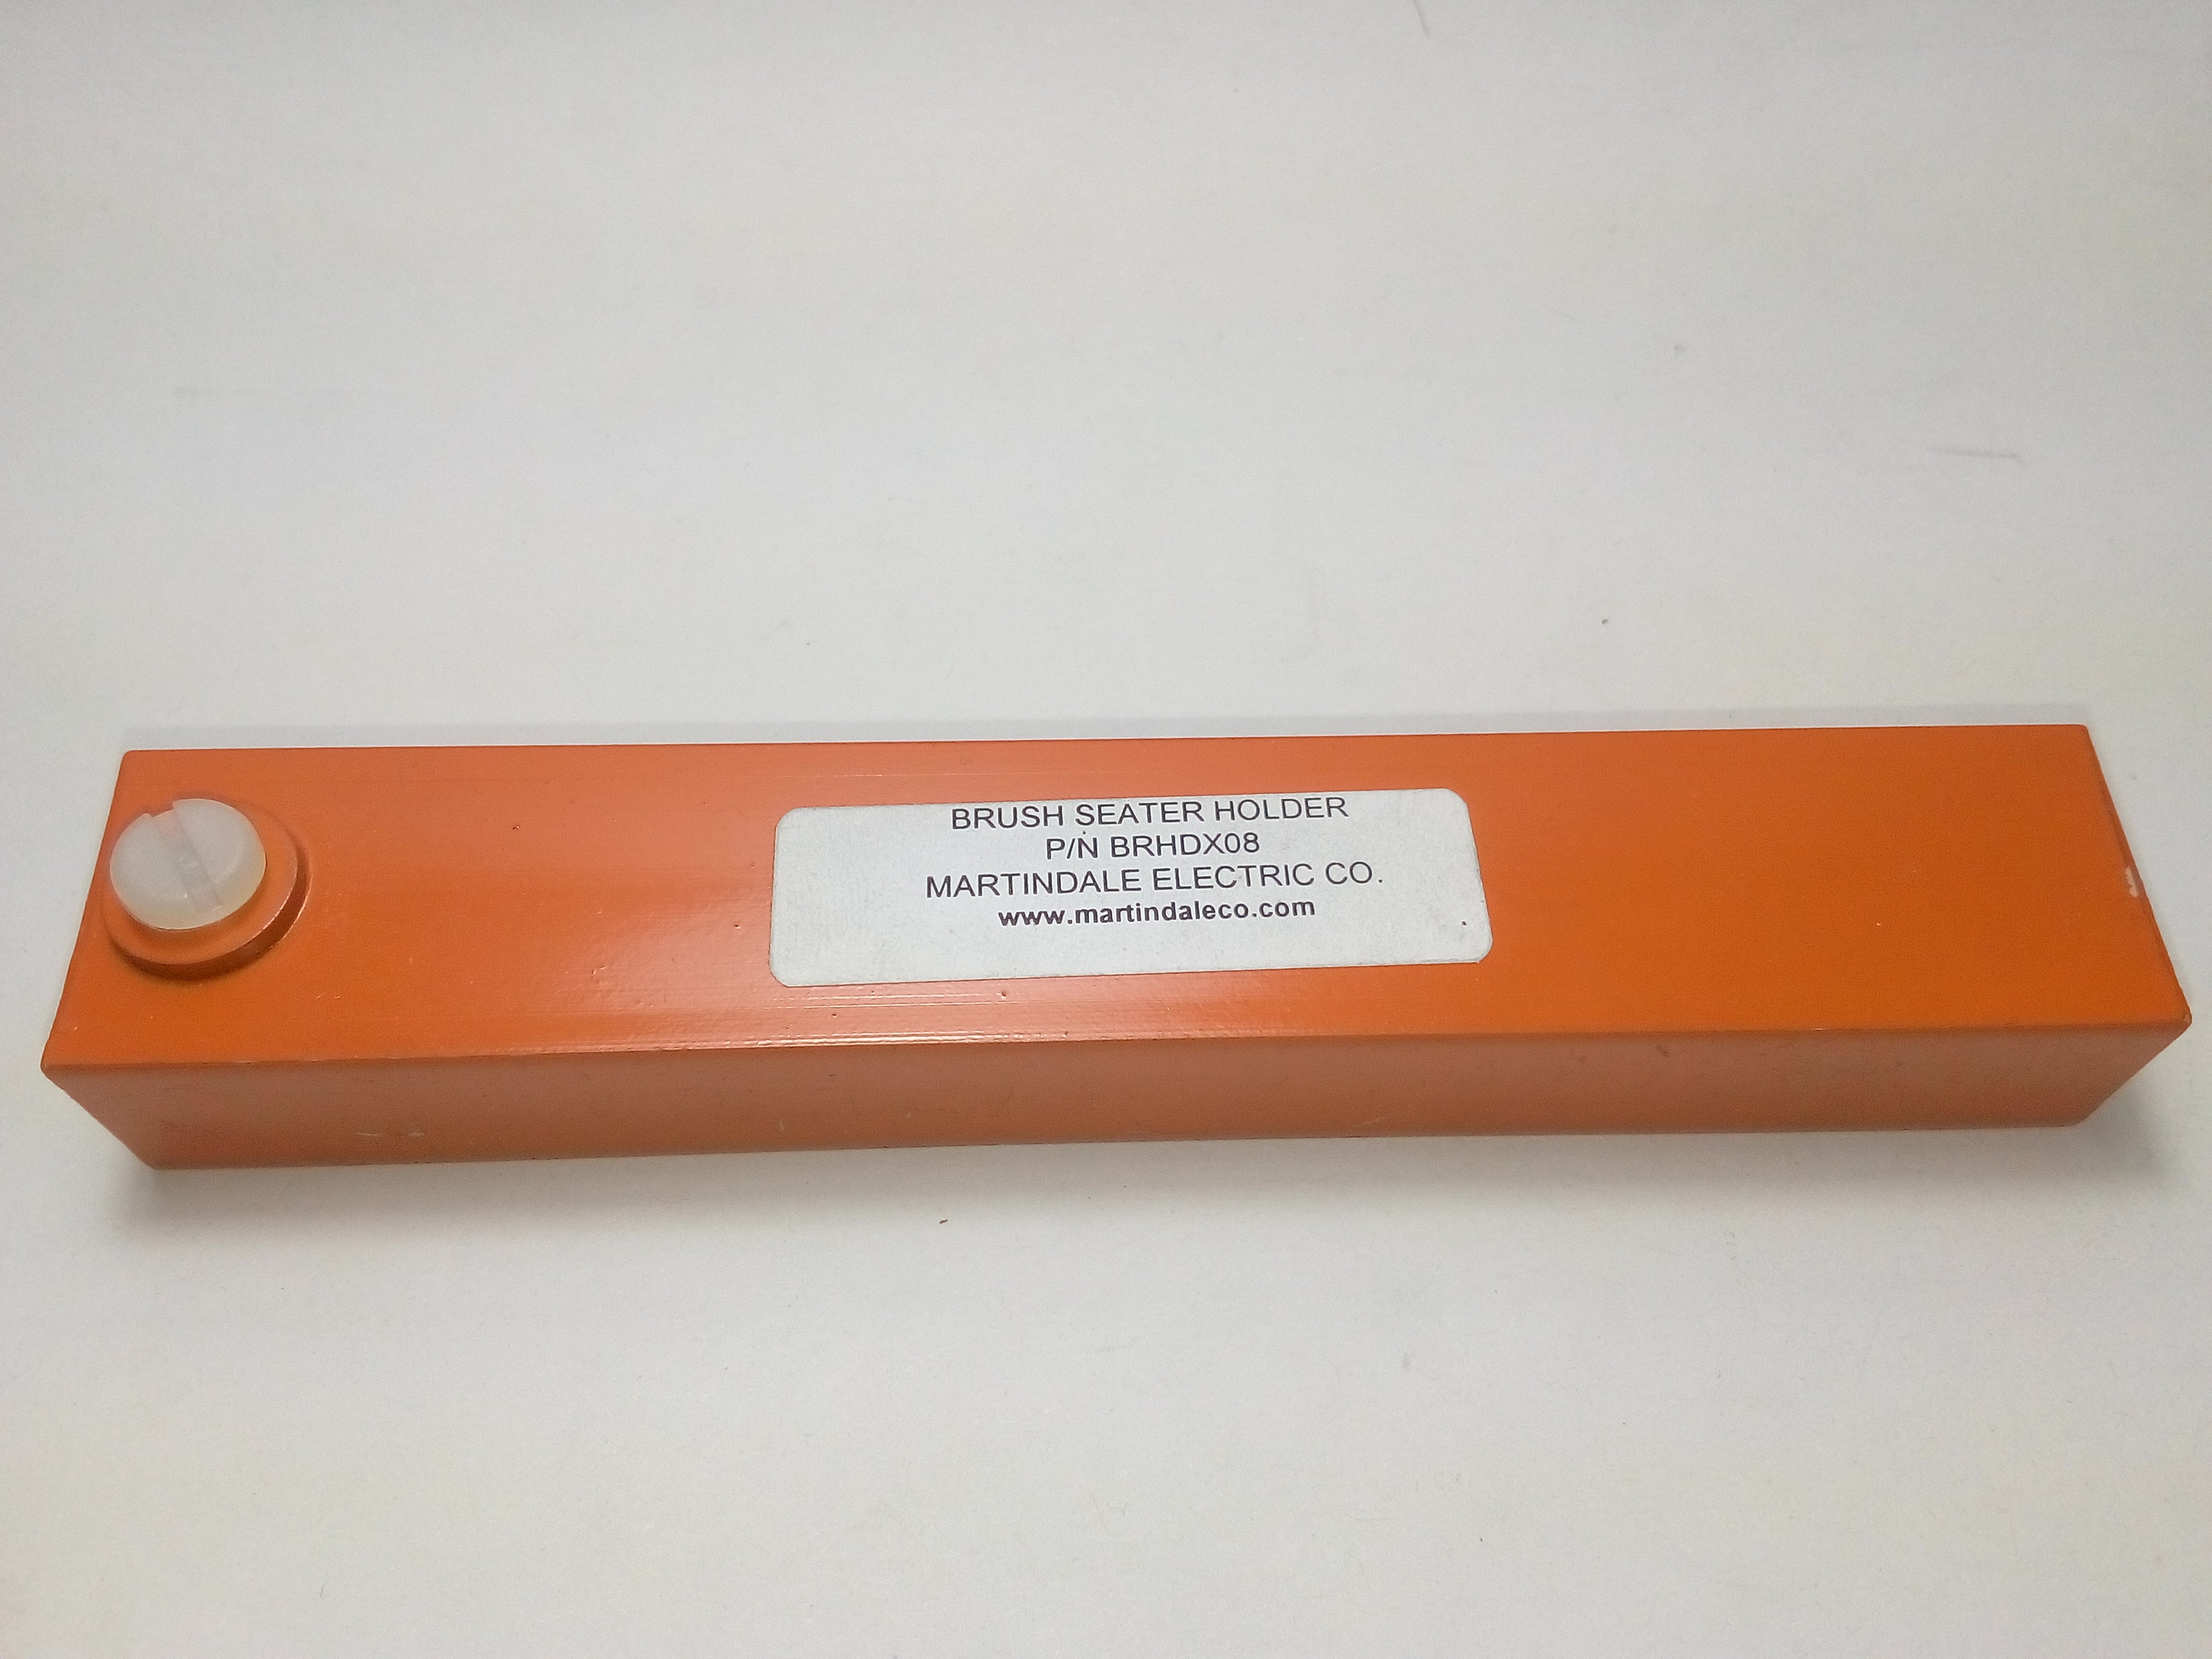 BRUSH SEATER HOLDER
P/N BRHDX08
MARTINDALE ELECTRIC CO.
www.martindaleco.com